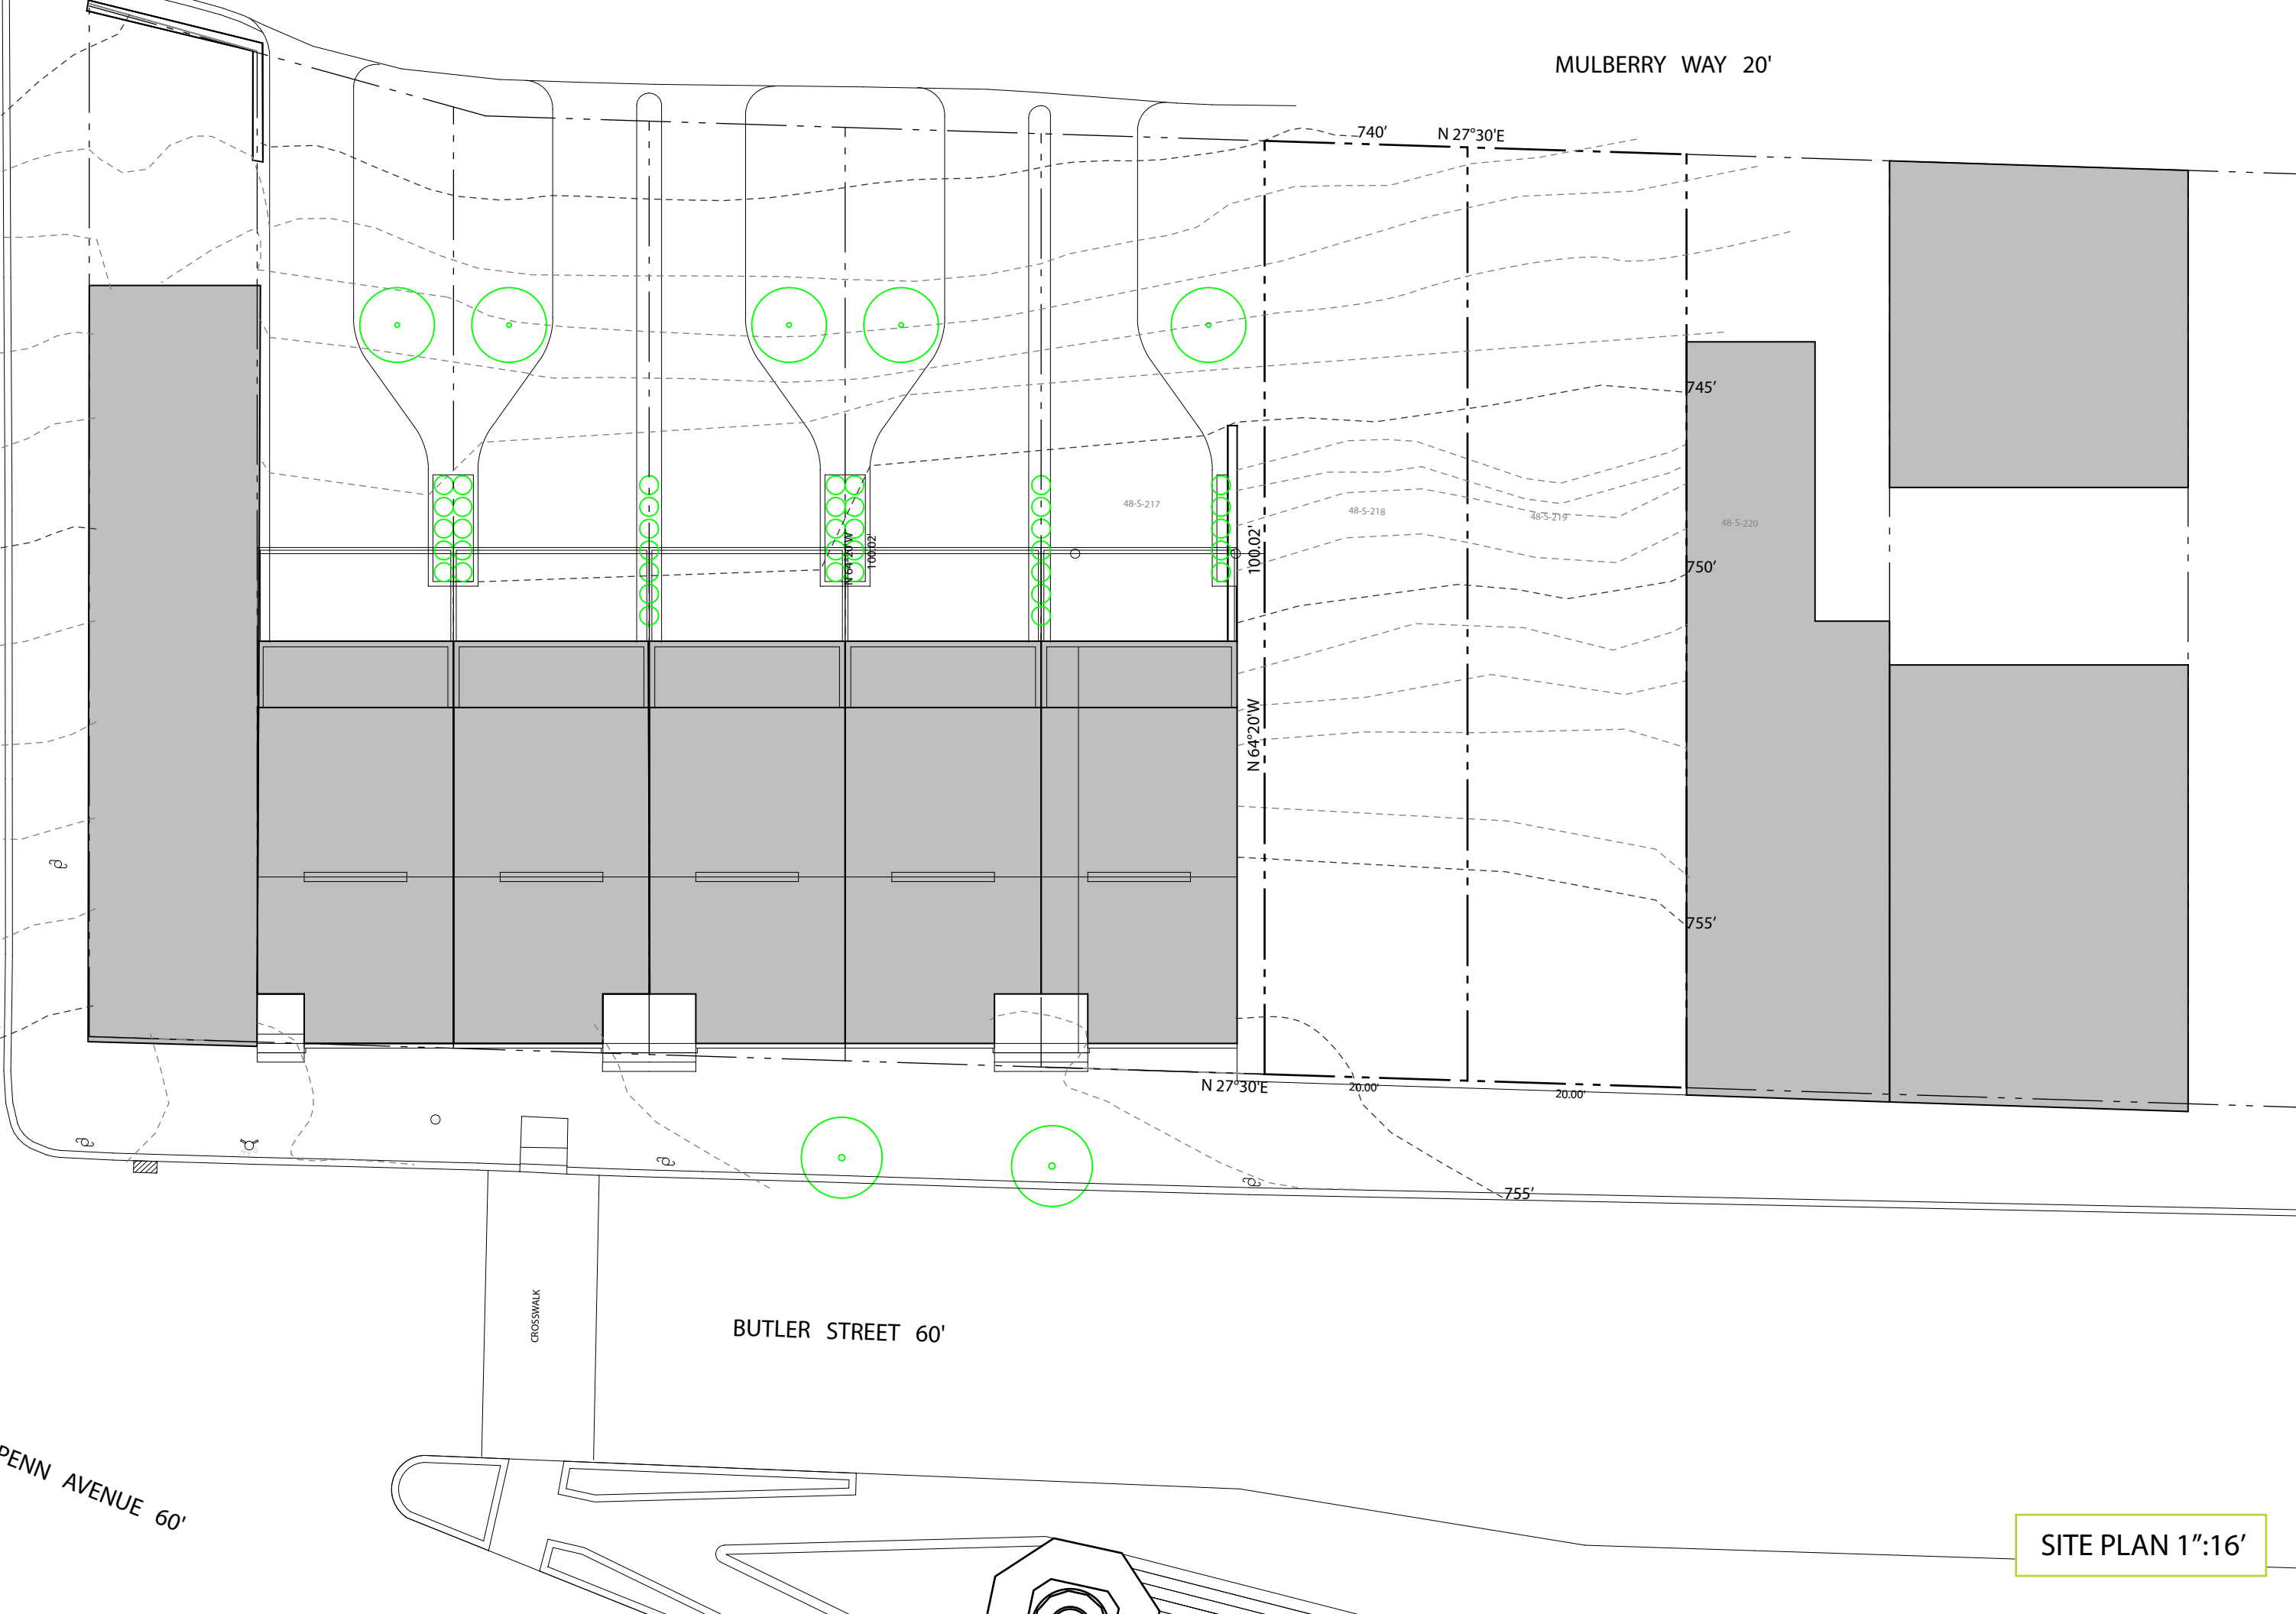 MULBERRY WAY 20'
740'
N 27°30'E
745'
48-S-217
48-S-218
48-S-219
48-S-220
N 64°20'W
100.02'
100.02'
750'
N 64°20'W
755'
N 27°30'E
20.00'
20.00'
755'
CROSSWALK
BUTLER STREET 60'
PENN AVENUE 60'
SITE PLAN 1":16'